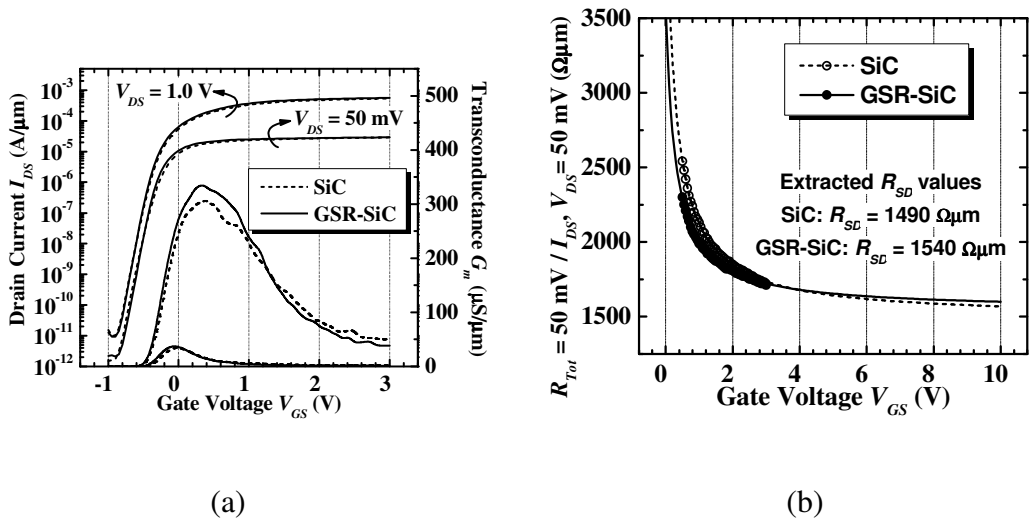 Drain Current I_DS (A/μm)
10^-3
10^-4
10^-5
10^-6
10^-7
10^-8
10^-9
10^-10
10^-11
10^-12
V_DS = 1.0 V
V_DS = 50 mV
SiC
GSR-SiC
500
400
300
200
100
0
Transconductance G_m (μS/μm)
-1 0 1 2 3
Gate Voltage V_GS (V)
(a)
R_Tot = 50 mV / I_DS, V_DS = 50 mV (Ωμm)
3500
3000
2500
2000
1500
SiC
GSR-SiC
Extracted R_SD values
SiC: R_SD = 1490 Ωμm
GSR-SiC: R_SD = 1540 Ωμm
0 2 4 6 8 10
Gate Voltage V_GS (V)
(b)